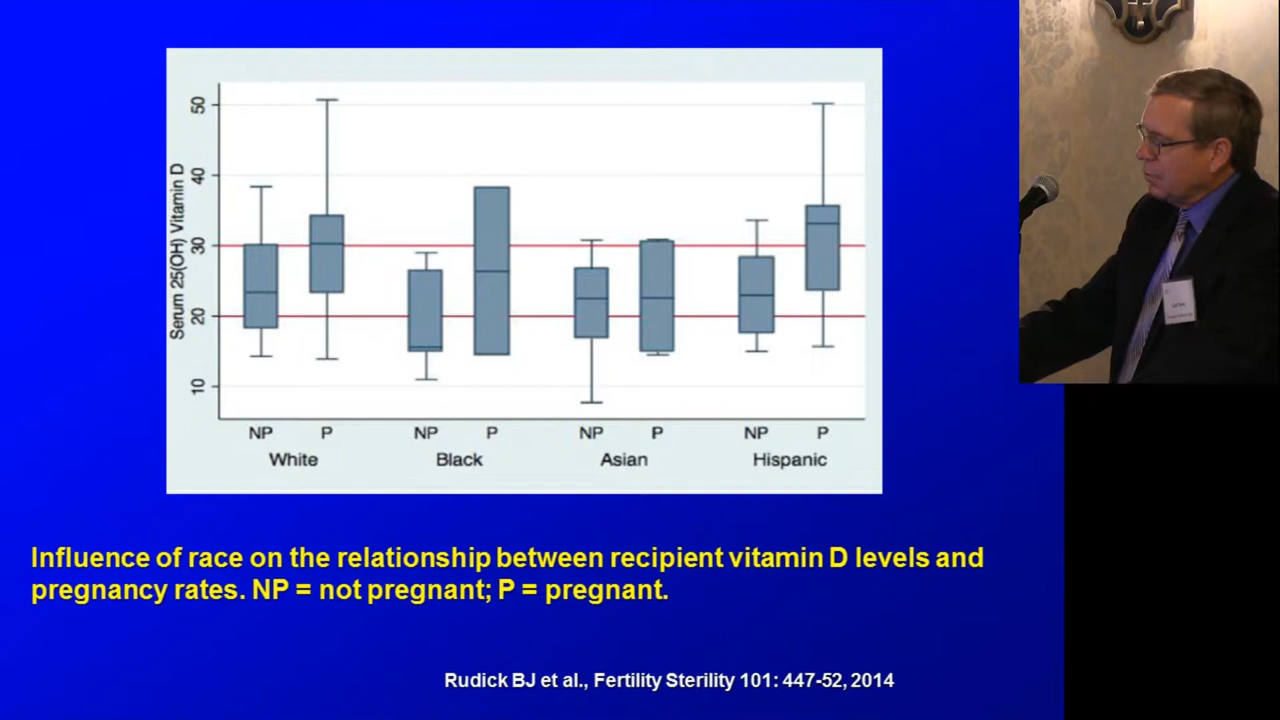 Serum 25(OH) Vitamin D
50
40
30
20
10
NP P NP P NP P NP P
White Black Asian Hispanic
Influence of race on the relationship between recipient vitamin D levels and
pregnancy rates. NP = not pregnant; P = pregnant.
Rudick BJ et al., Fertility Sterility 101: 447-52, 2014